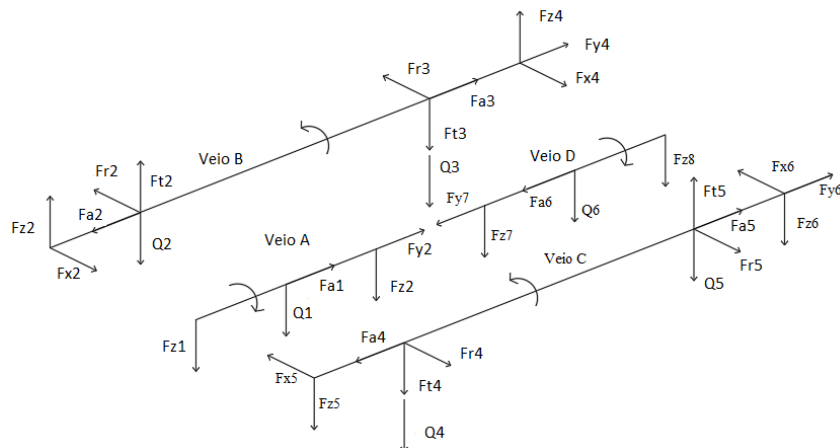 Fz4
Fy4
Fr3
Fx4
Fa3
Ft3
Veio B
Veio D
Q3
Fz8
Fr2
Ft2
Fx6
Fy6
Fy7
Fa6
Q6
Ft5
Fa2
Fz2
Fa5
Fz6
Q2
Veio A
Fy2
Fz7
Veio C
Fr5
Fx2
Fa1
Q5
Fz2
Q1
Fa4
Fz1
Fr4
Fx5
Ft4
Fz5
Q4